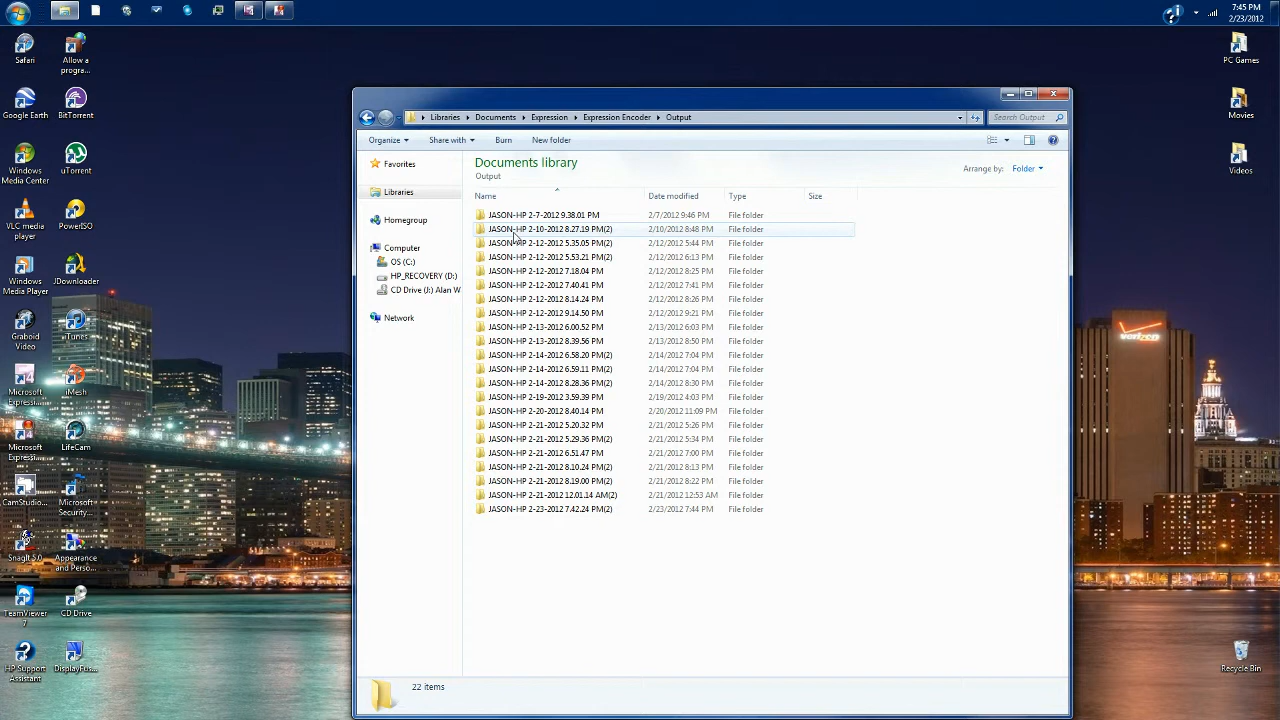 7:45 PM
2/23/2012
Safari
Allow a
progra...
Google Earth
BitTorrent
Windows
Media Center
uTorrent
VLC media
player
PowerISO
Windows
Media Player
JDownloader
Graboid
Video
iTunes
Microsoft
Expressi...
iMesh
Microsoft
Expressi...
LifeCam
CamStudio...
Microsoft
Security...
SnagIt 5.0
Appearance
and Perso...
TeamViewer
7
CD Drive
HP Support
Assistant
DisplayFus...
PC Games
Movies
Videos
Recycle Bin
verizon
Libraries
Documents
Expression
Expression Encoder
Output
Search Output
Organize
Share with
Burn
New folder
Favorites
Libraries
Homegroup
Computer
OS (C:)
HP_RECOVERY (D:)
CD Drive (J:) Alan W
Network
Documents library
Output
Arrange by: Folder
Name Date modified Type Size
JASON-HP 2-7-2012 9.38.01 PM 2/7/2012 9:46 PM File folder
JASON-HP 2-10-2012 8.27.19 PM(2) 2/10/2012 8:48 PM File folder
JASON-HP 2-12-2012 5.35.05 PM(2) 2/12/2012 5:44 PM File folder
JASON-HP 2-12-2012 5.53.21 PM(2) 2/12/2012 6:13 PM File folder
JASON-HP 2-12-2012 7.18.04 PM 2/12/2012 8:25 PM File folder
JASON-HP 2-12-2012 7.40.41 PM 2/12/2012 7:41 PM File folder
JASON-HP 2-12-2012 8.14.24 PM 2/12/2012 8:26 PM File folder
JASON-HP 2-12-2012 9.14.50 PM 2/12/2012 9:21 PM File folder
JASON-HP 2-13-2012 6.00.52 PM 2/13/2012 6:03 PM File folder
JASON-HP 2-13-2012 8.39.56 PM 2/13/2012 8:50 PM File folder
JASON-HP 2-14-2012 6.58.20 PM(2) 2/14/2012 7:04 PM File folder
JASON-HP 2-14-2012 6.59.11 PM(2) 2/14/2012 7:04 PM File folder
JASON-HP 2-14-2012 8.28.36 PM(2) 2/14/2012 8:30 PM File folder
JASON-HP 2-19-2012 3.59.39 PM 2/19/2012 4:03 PM File folder
JASON-HP 2-20-2012 8.40.14 PM 2/20/2012 11:09 PM File folder
JASON-HP 2-21-2012 5.20.32 PM 2/21/2012 5:26 PM File folder
JASON-HP 2-21-2012 5.29.36 PM(2) 2/21/2012 5:34 PM File folder
JASON-HP 2-21-2012 6.51.47 PM 2/21/2012 7:00 PM File folder
JASON-HP 2-21-2012 8.10.24 PM(2) 2/21/2012 8:13 PM File folder
JASON-HP 2-21-2012 8.19.00 PM(2) 2/21/2012 8:22 PM File folder
JASON-HP 2-21-2012 12.01.14 AM(2) 2/21/2012 12:53 AM File folder
JASON-HP 2-23-2012 7.42.24 PM(2) 2/23/2012 7:44 PM File folder
22 items